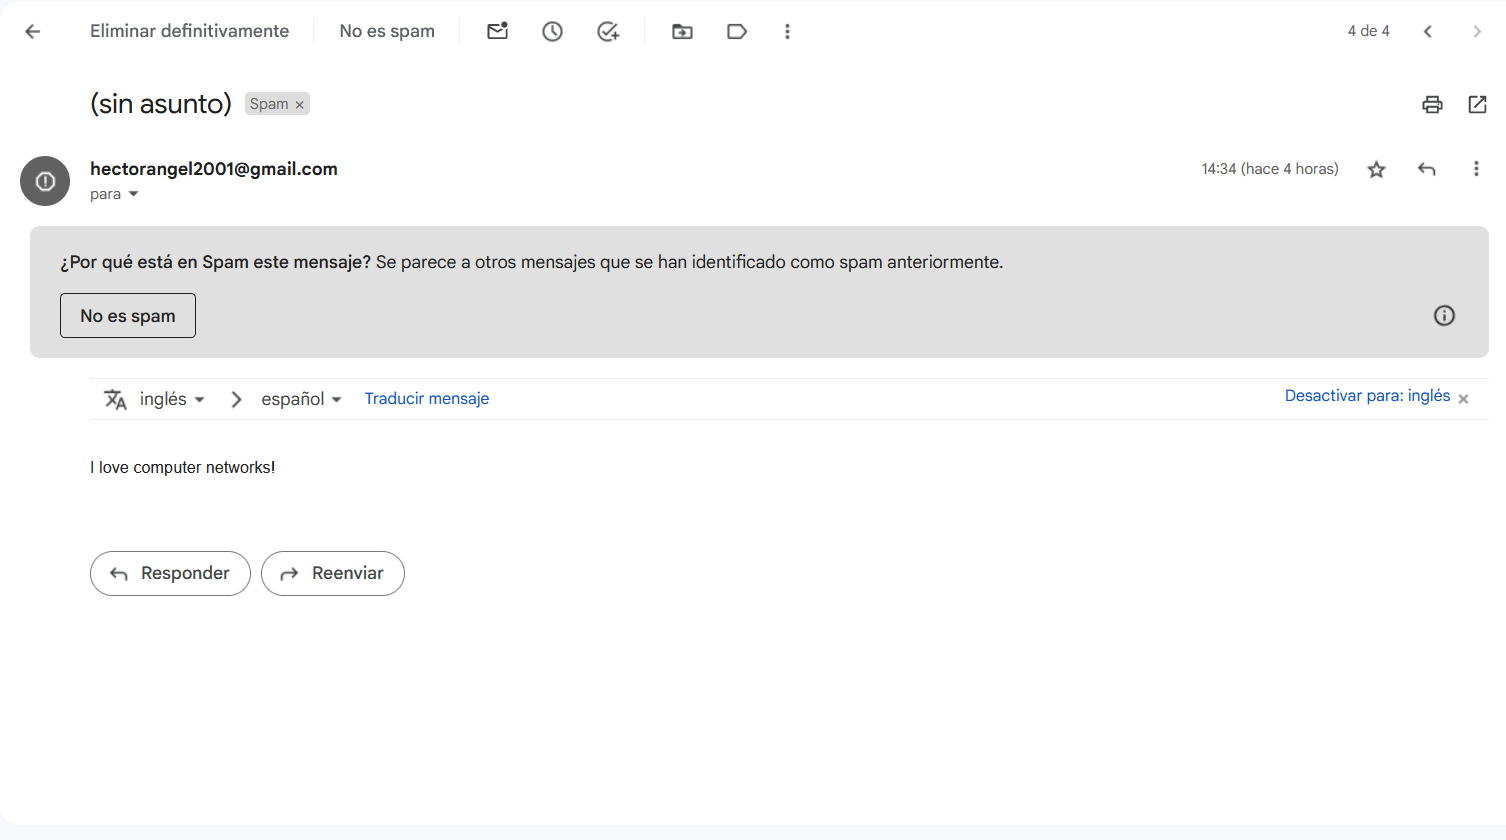 Eliminar definitivamente No es spam 4 de 4
(sin asunto) Spam ×
hectorangel2001@gmail.com 14:34 (hace 4 horas)
para
¿Por qué está en Spam este mensaje? Se parece a otros mensajes que se han identificado como spam anteriormente.
No es spam
inglés español Traducir mensaje Desactivar para: inglés ×
I love computer networks!
Responder Reenviar